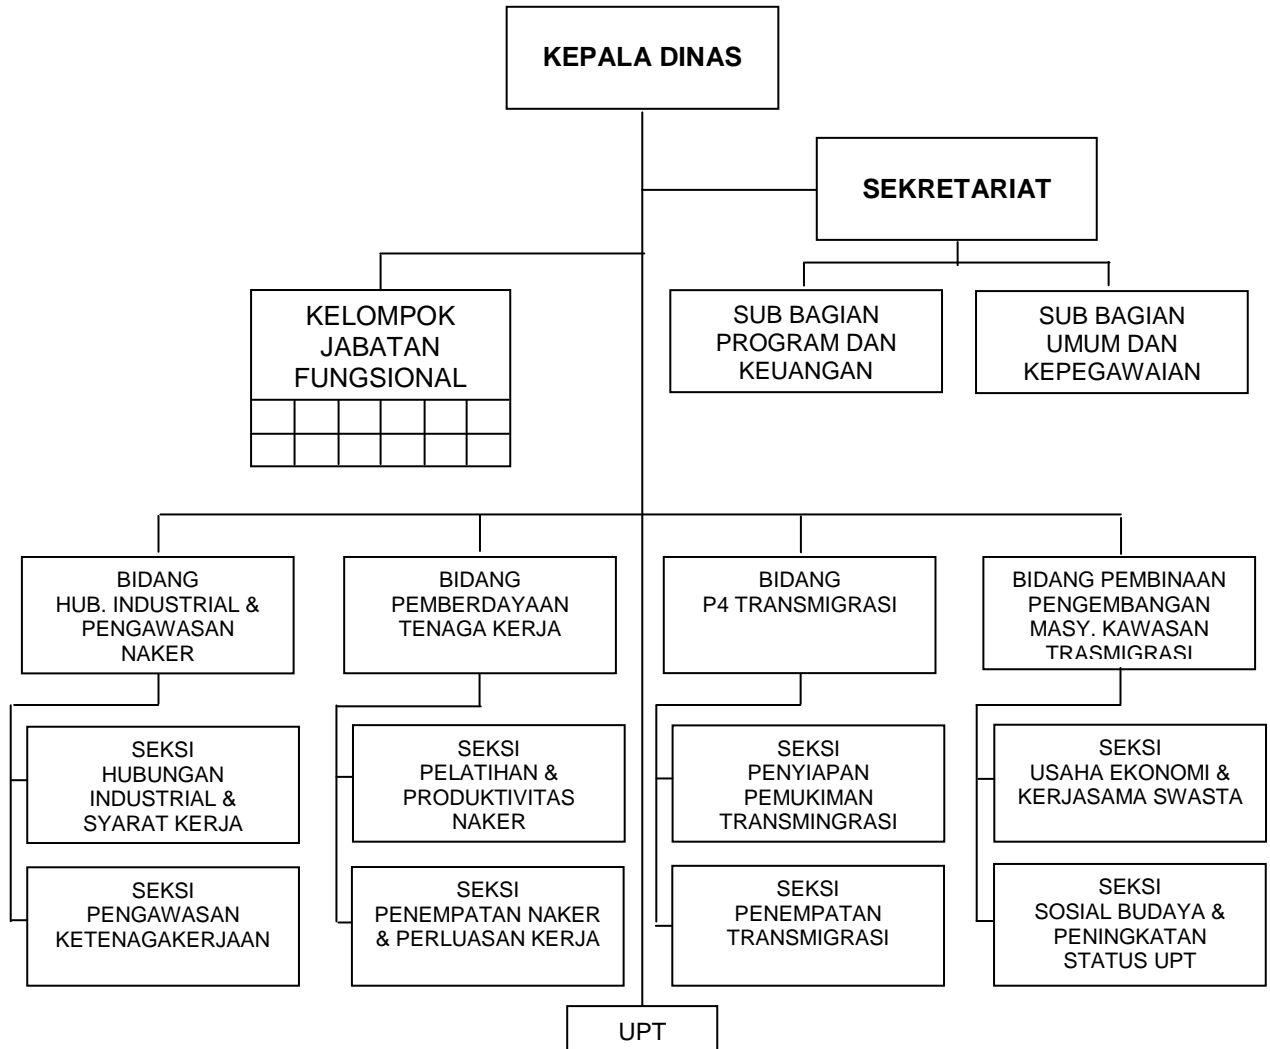 KEPALA DINAS
SEKRETARIAT
KELOMPOK
JABATAN
FUNGSIONAL
SUB BAGIAN
PROGRAM DAN
KEUANGAN
SUB BAGIAN
UMUM DAN
KEPEGAWAIAN
BIDANG
HUB. INDUSTRIAL &
PENGAWASAN
NAKER
BIDANG
PEMBERDAYAAN
TENAGA KERJA
BIDANG
P4 TRANSMIGRASI
BIDANG PEMBINAAN
PENGEMBANGAN
MASY. KAWASAN
TRASMIGRASI
SEKSI
HUBUNGAN
INDUSTRIAL &
SYARAT KERJA
SEKSI
PELATIHAN &
PRODUKTIVITAS
NAKER
SEKSI
PENYIAPAN
PEMUKIMAN
TRANSMINGRASI
SEKSI
USAHA EKONOMI &
KERJASAMA SWASTA
SEKSI
PENGAWASAN
KETENAGAKERJAAN
SEKSI
PENEMPATAN NAKER
& PERLUASAN KERJA
SEKSI
PENEMPATAN
TRANSMIGRASI
SEKSI
SOSIAL BUDAYA &
PENINGKATAN
STATUS UPT
UPT